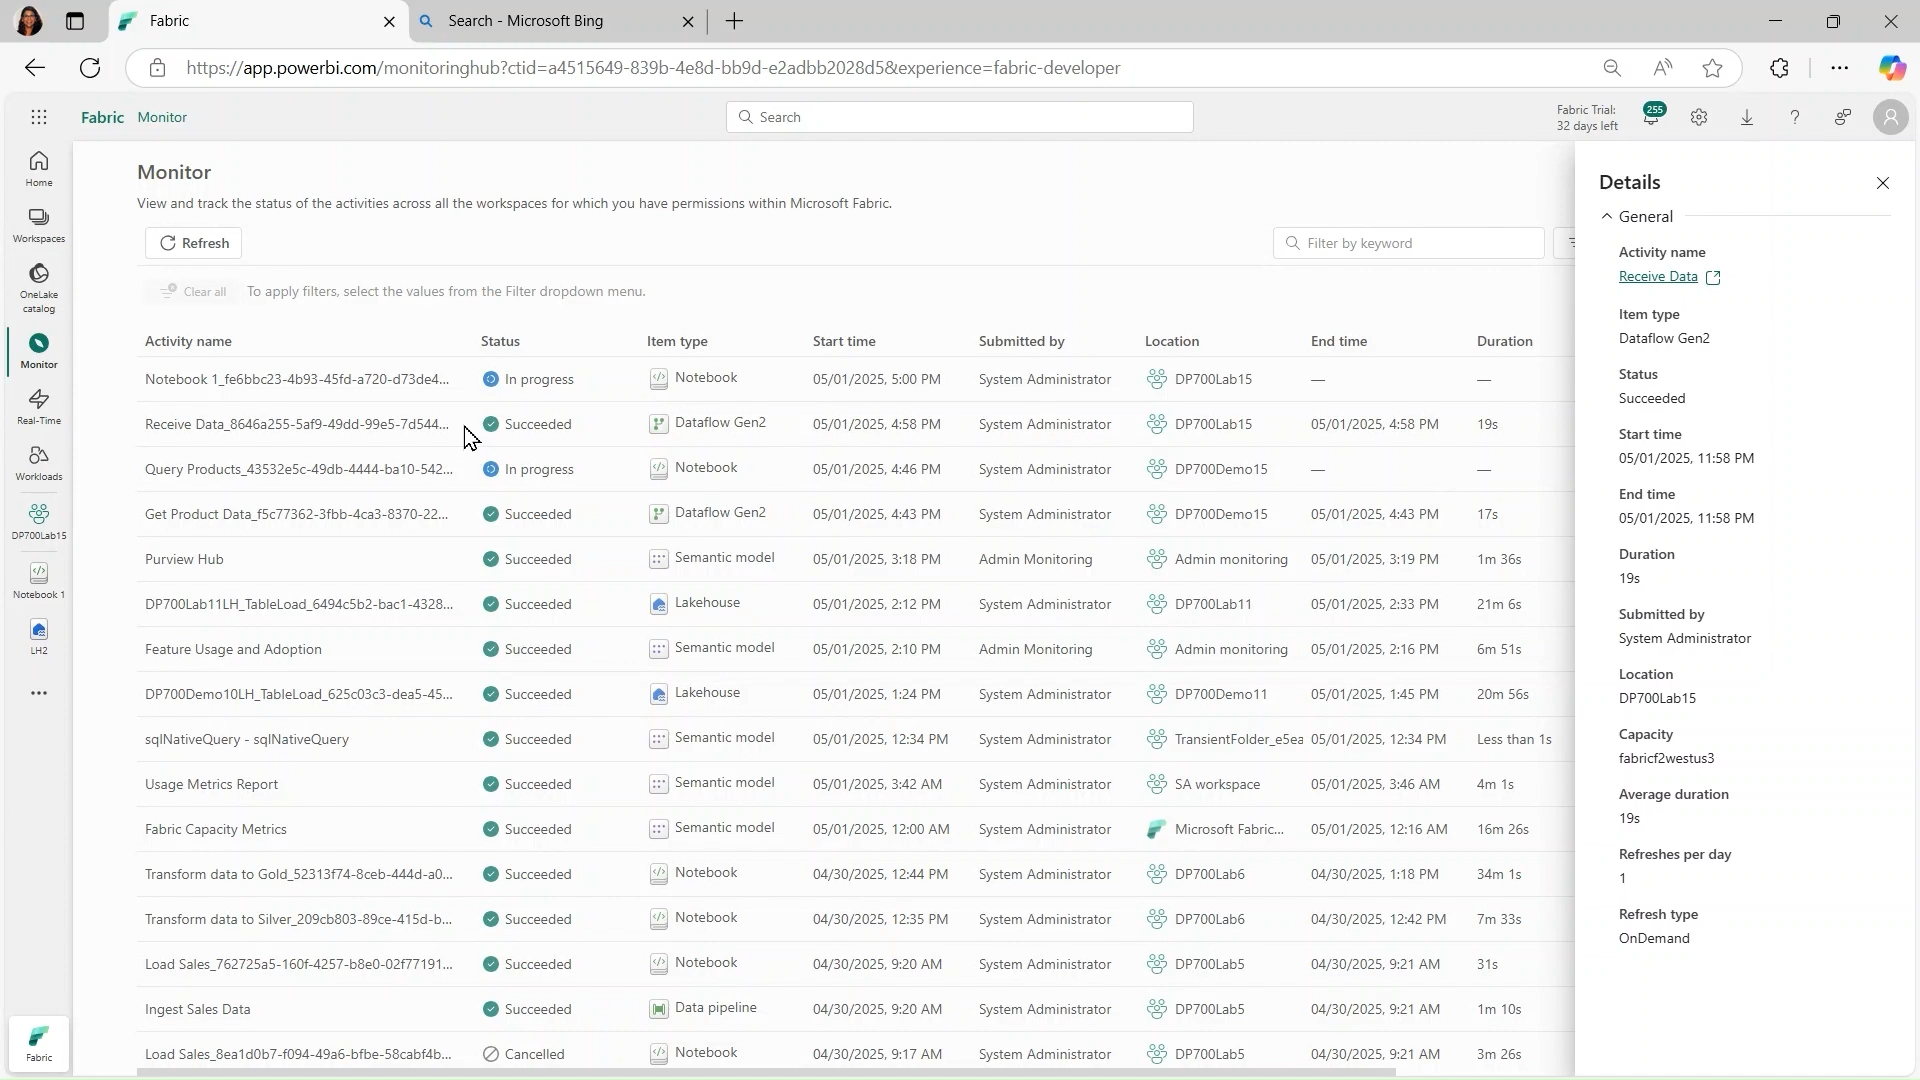 Fabric
Search - Microsoft Bing
https://app.powerbi.com/monitoringhub?ctid=a4515649-839b-4e8d-bb9d-e2adbb2028d5&experience=fabric-developer
Fabric Monitor
Search
Fabric Trial:
32 days left
255
Home
Workspaces
OneLake
catalog
Monitor
Real-Time
Workloads
DP700Lab15
Notebook 1
LH2
Fabric
Monitor
View and track the status of the activities across all the workspaces for which you have permissions within Microsoft Fabric.
Refresh
Filter by keyword
Clear all To apply filters, select the values from the Filter dropdown menu.
Activity name Status Item type Start time Submitted by Location End time Duration
Notebook 1_fe6bbc23-4b93-45fd-a720-d73de4... In progress Notebook 05/01/2025, 5:00 PM System Administrator DP700Lab15 — —
Receive Data_8646a255-5af9-49dd-99e5-7d544... Succeeded Dataflow Gen2 05/01/2025, 4:58 PM System Administrator DP700Lab15 05/01/2025, 4:58 PM 19s
Query Products_43532e5c-49db-4444-ba10-542... In progress Notebook 05/01/2025, 4:46 PM System Administrator DP700Demo15 — —
Get Product Data_f5c77362-3fbb-4ca3-8370-22... Succeeded Dataflow Gen2 05/01/2025, 4:43 PM System Administrator DP700Demo15 05/01/2025, 4:43 PM 17s
Purview Hub Succeeded Semantic model 05/01/2025, 3:18 PM Admin Monitoring Admin monitoring 05/01/2025, 3:19 PM 1m 36s
DP700Lab11LH_TableLoad_6494c5b2-bac1-4328... Succeeded Lakehouse 05/01/2025, 2:12 PM System Administrator DP700Lab11 05/01/2025, 2:33 PM 21m 6s
Feature Usage and Adoption Succeeded Semantic model 05/01/2025, 2:10 PM Admin Monitoring Admin monitoring 05/01/2025, 2:16 PM 6m 51s
DP700Demo10LH_TableLoad_625c03c3-dea5-45... Succeeded Lakehouse 05/01/2025, 1:24 PM System Administrator DP700Demo11 05/01/2025, 1:45 PM 20m 56s
sqlNativeQuery - sqlNativeQuery Succeeded Semantic model 05/01/2025, 12:34 PM System Administrator TransientFolder_e5ea 05/01/2025, 12:34 PM Less than 1s
Usage Metrics Report Succeeded Semantic model 05/01/2025, 3:42 AM System Administrator SA workspace 05/01/2025, 3:46 AM 4m 1s
Fabric Capacity Metrics Succeeded Semantic model 05/01/2025, 12:00 AM System Administrator Microsoft Fabric... 05/01/2025, 12:16 AM 16m 26s
Transform data to Gold_52313f74-8ceb-444d-a0... Succeeded Notebook 04/30/2025, 12:44 PM System Administrator DP700Lab6 04/30/2025, 1:18 PM 34m 1s
Transform data to Silver_209cb803-89ce-415d-b... Succeeded Notebook 04/30/2025, 12:35 PM System Administrator DP700Lab6 04/30/2025, 12:42 PM 7m 33s
Load Sales_762725a5-160f-4257-b8e0-02f77191... Succeeded Notebook 04/30/2025, 9:20 AM System Administrator DP700Lab5 04/30/2025, 9:21 AM 31s
Ingest Sales Data Succeeded Data pipeline 04/30/2025, 9:20 AM System Administrator DP700Lab5 04/30/2025, 9:21 AM 1m 10s
Load Sales_8ea1d0b7-f094-49a6-bfbe-58cabf4b... Cancelled Notebook 04/30/2025, 9:17 AM System Administrator DP700Lab5 04/30/2025, 9:21 AM 3m 26s
Details
General
Activity name
Receive Data
Item type
Dataflow Gen2
Status
Succeeded
Start time
05/01/2025, 11:58 PM
End time
05/01/2025, 11:58 PM
Duration
19s
Submitted by
System Administrator
Location
DP700Lab15
Capacity
fabricf2westus3
Average duration
19s
Refreshes per day
1
Refresh type
OnDemand